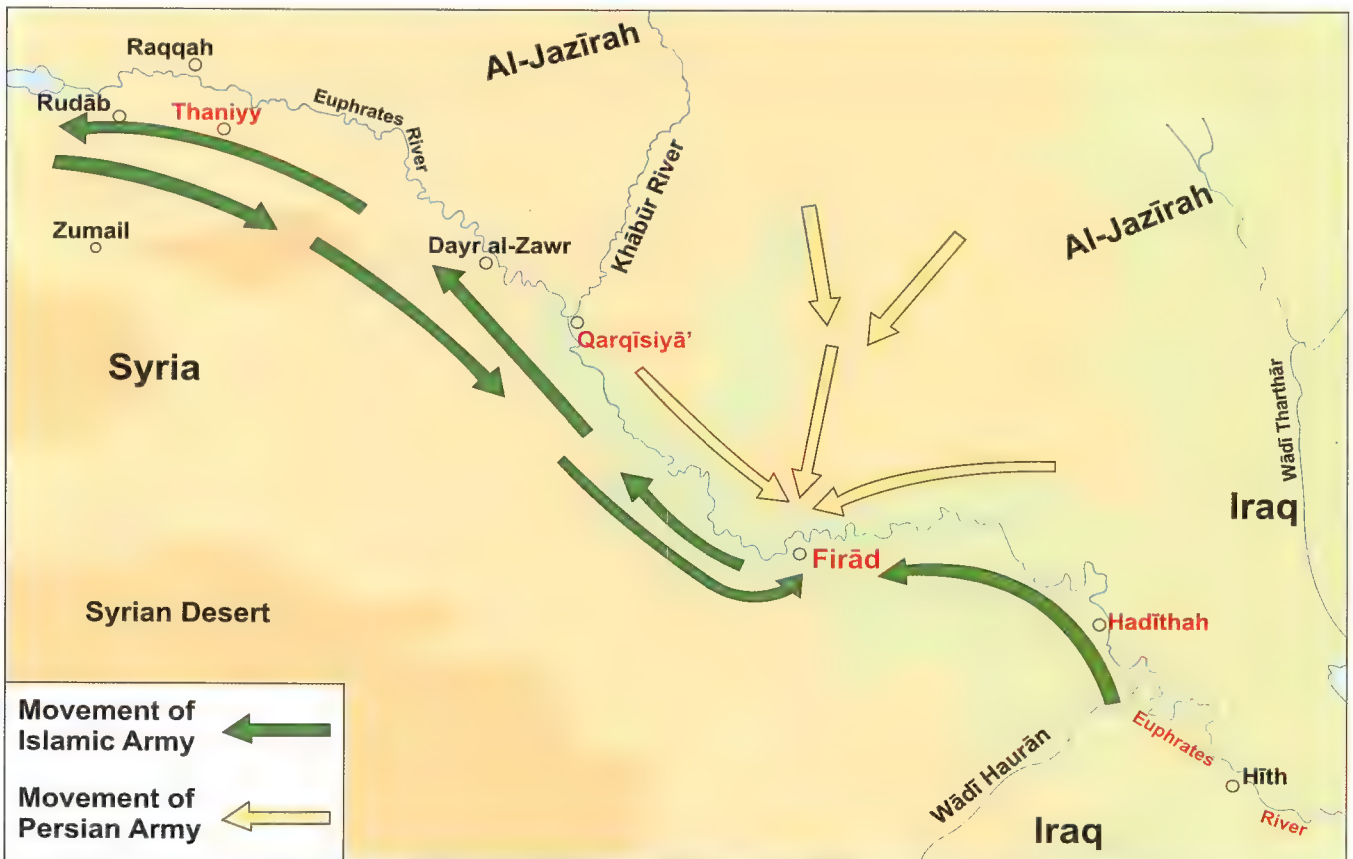 Raqqah
Al-Jazīrah
Rudāb
Thaniyy
Euphrates River
Khābūr River
Al-Jazīrah
Zumail
Dayr al-Zawr
Qarqīsiyā’
Syria
Wādī Tharthār
Iraq
Firād
Syrian Desert
Hadīthah
Movement of
Islamic Army
Wādī Haurān
Euphrates
River
Hīth
Movement of
Persian Army
Iraq